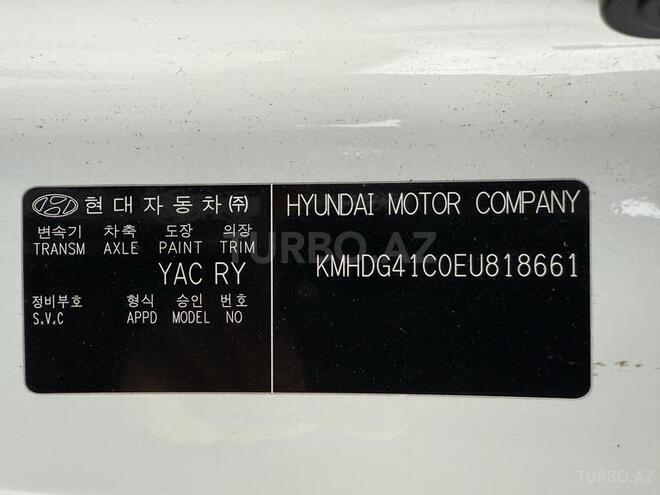 현대자동차㈜
변속기 차축 도장 의장
TRANSM AXLE PAINT TRIM
YAC RY
정비부호 형식 승인 번호
S.V.C APPD MODEL NO
HYUNDAI MOTOR COMPANY
KMHDG41C0EU818661
TURBO.AZ
TURBO.AZ